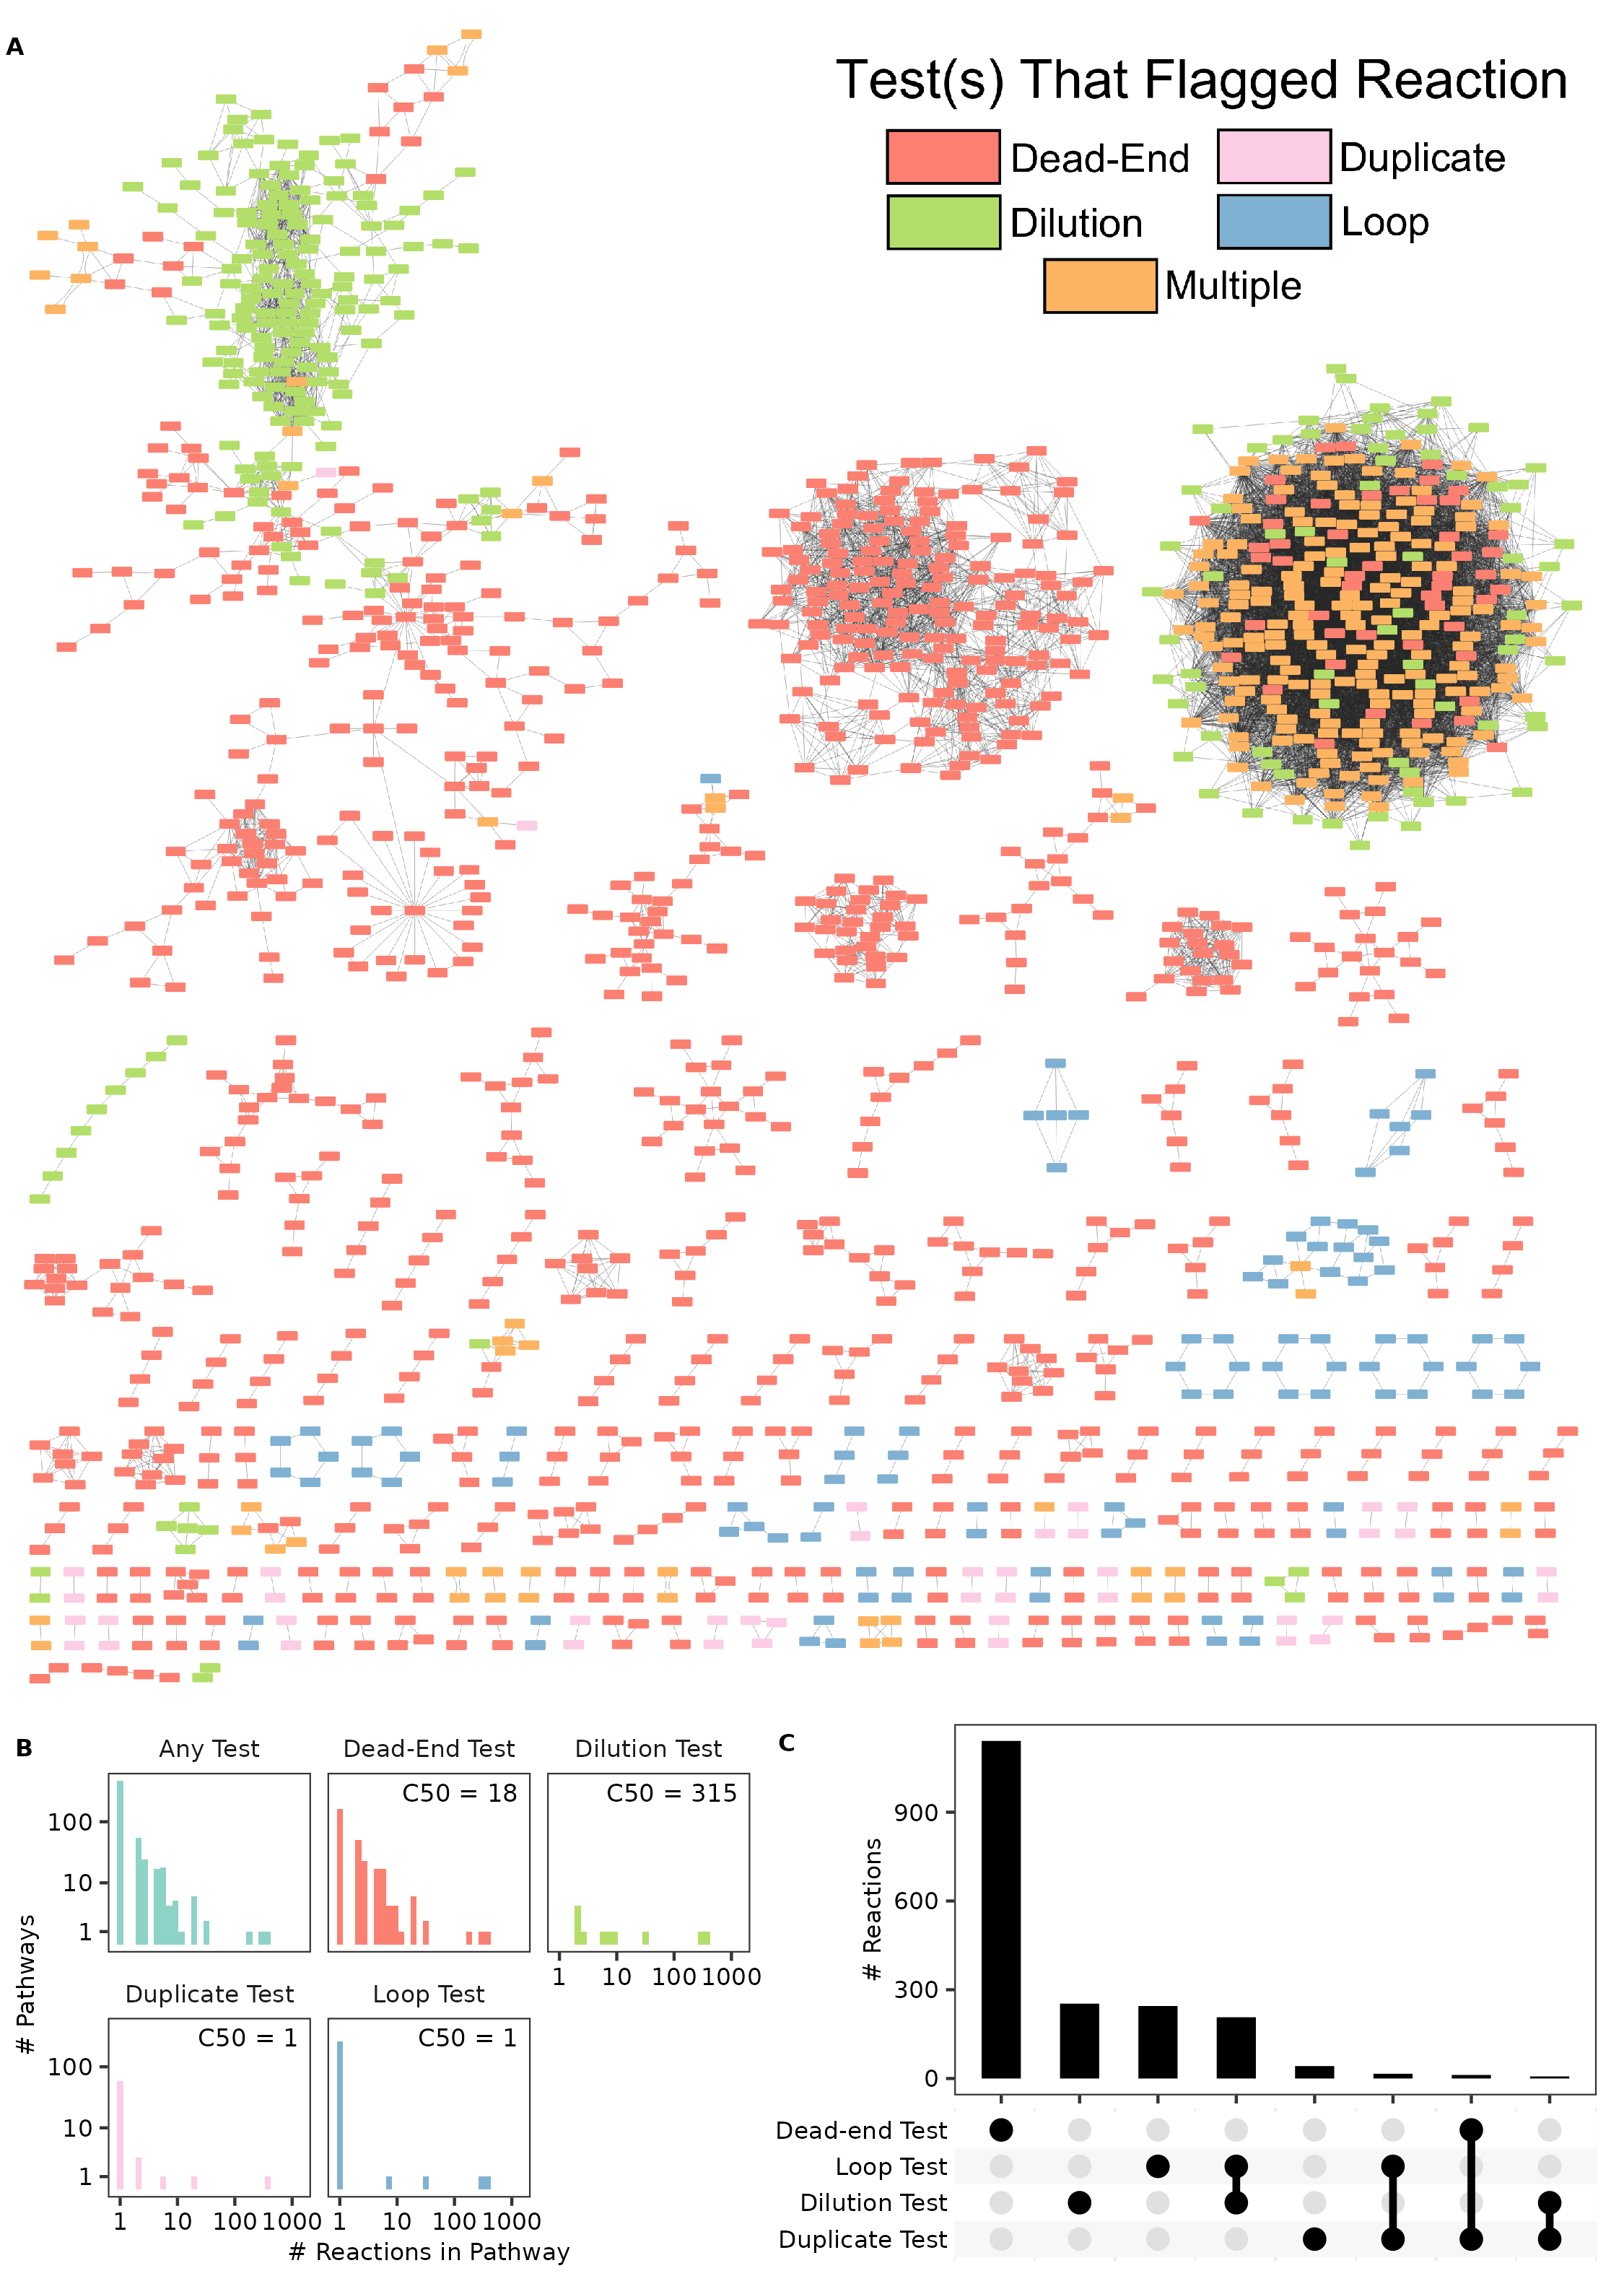 A
Test(s) That Flagged Reaction
Dead-End
Duplicate
Dilution
Loop
Multiple
B
Any Test
Dead-End Test
Dilution Test
C50 = 18
C50 = 315
100
10
1
1 10 100 1000
Duplicate Test
Loop Test
C50 = 1
C50 = 1
100
10
1
1 10 100 1000
1 10 100 1000
# Pathways
# Reactions in Pathway
C
# Reactions
900
600
300
0
Dead-end Test
Loop Test
Dilution Test
Duplicate Test